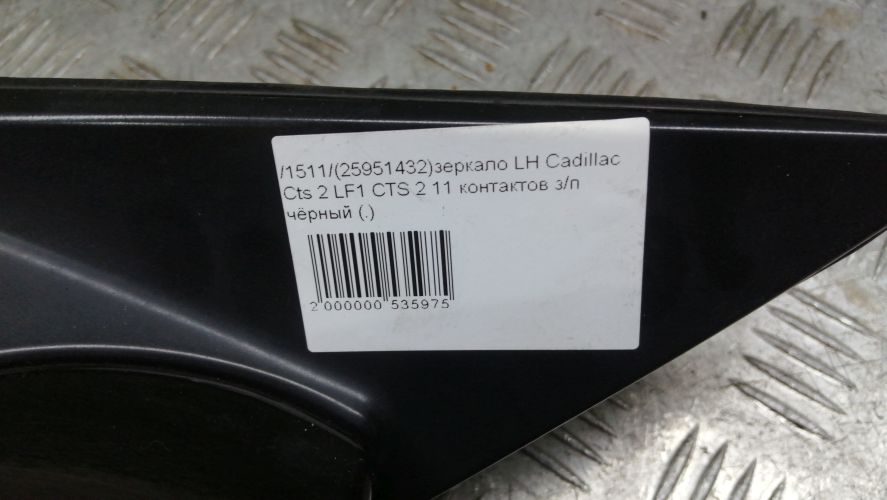 /1511/(25951432)зеркало LH Cadillac
Cts 2 LF1 CTS 2 11 контактов з/п
чёрный (.)
2 000000 535975